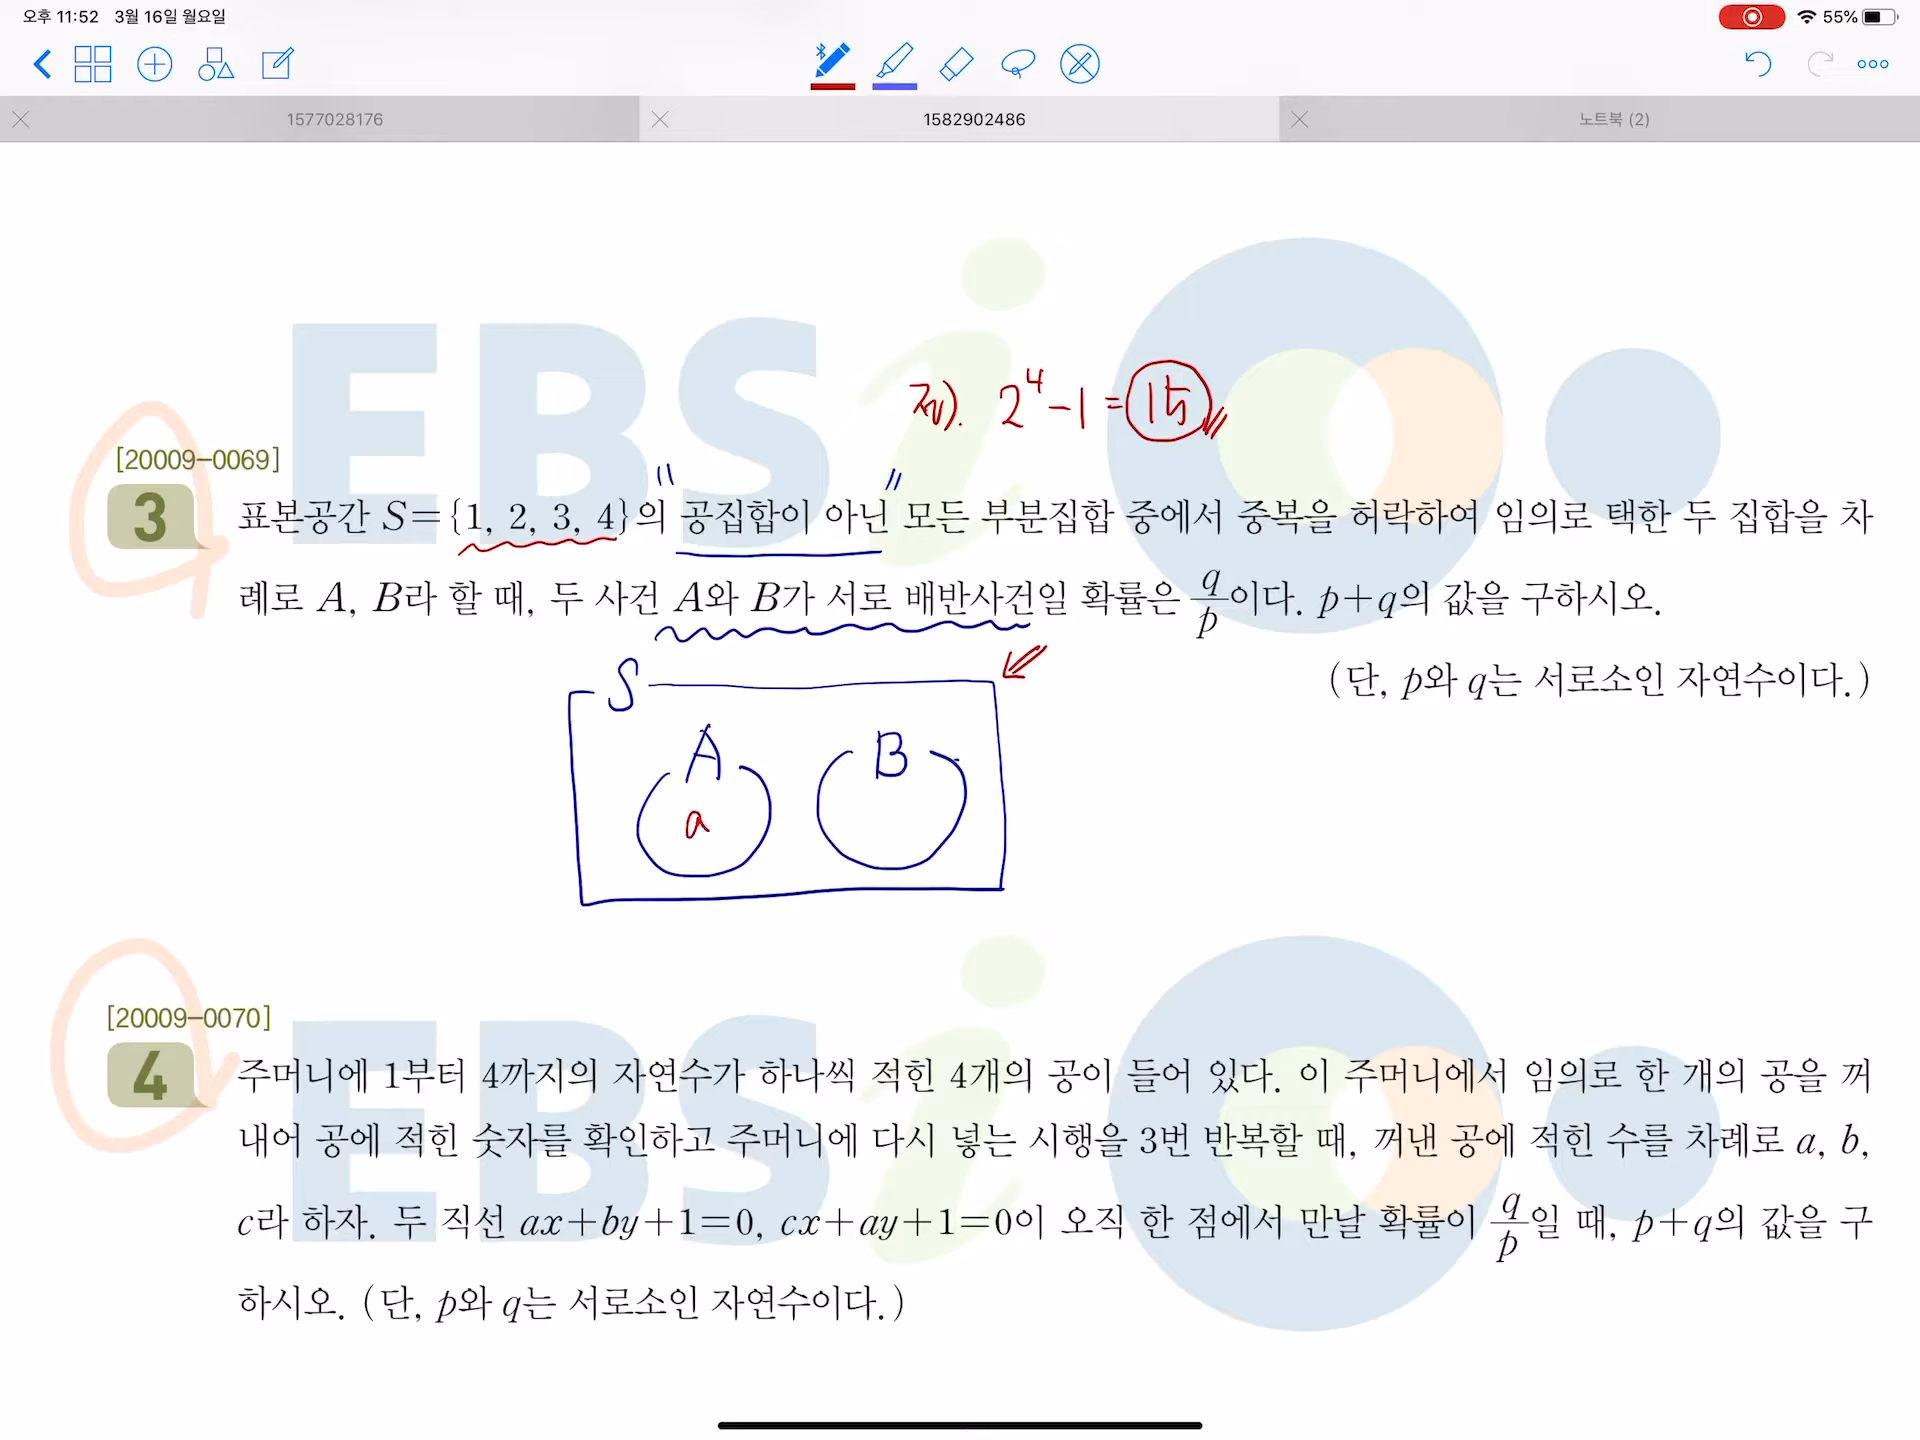 오후 11:52 3월 16일 월요일
55%
1577028176
1582902486
노트북 (2)
EBSi
2⁴-1=15
[20009-0069]
3 표본공간 S={1, 2, 3, 4}의 "공집합이 아닌" 모든 부분집합 중에서 중복을 허락하여 임의로 택한 두 집합을 차
례로 A, B라 할 때, 두 사건 A와 B가 서로 배반사건일 확률은 q/p이다. p+q의 값을 구하시오.
(단, p와 q는 서로소인 자연수이다.)
S
A B
a
EBSi
[20009-0070]
4 주머니에 1부터 4까지의 자연수가 하나씩 적힌 4개의 공이 들어 있다. 이 주머니에서 임의로 한 개의 공을 꺼
내어 공에 적힌 숫자를 확인하고 주머니에 다시 넣는 시행을 3번 반복할 때, 꺼낸 공에 적힌 수를 차례로 a, b,
c라 하자. 두 직선 ax+by+1=0, cx+ay+1=0이 오직 한 점에서 만날 확률이 q/p일 때, p+q의 값을 구
하시오. (단, p와 q는 서로소인 자연수이다.)